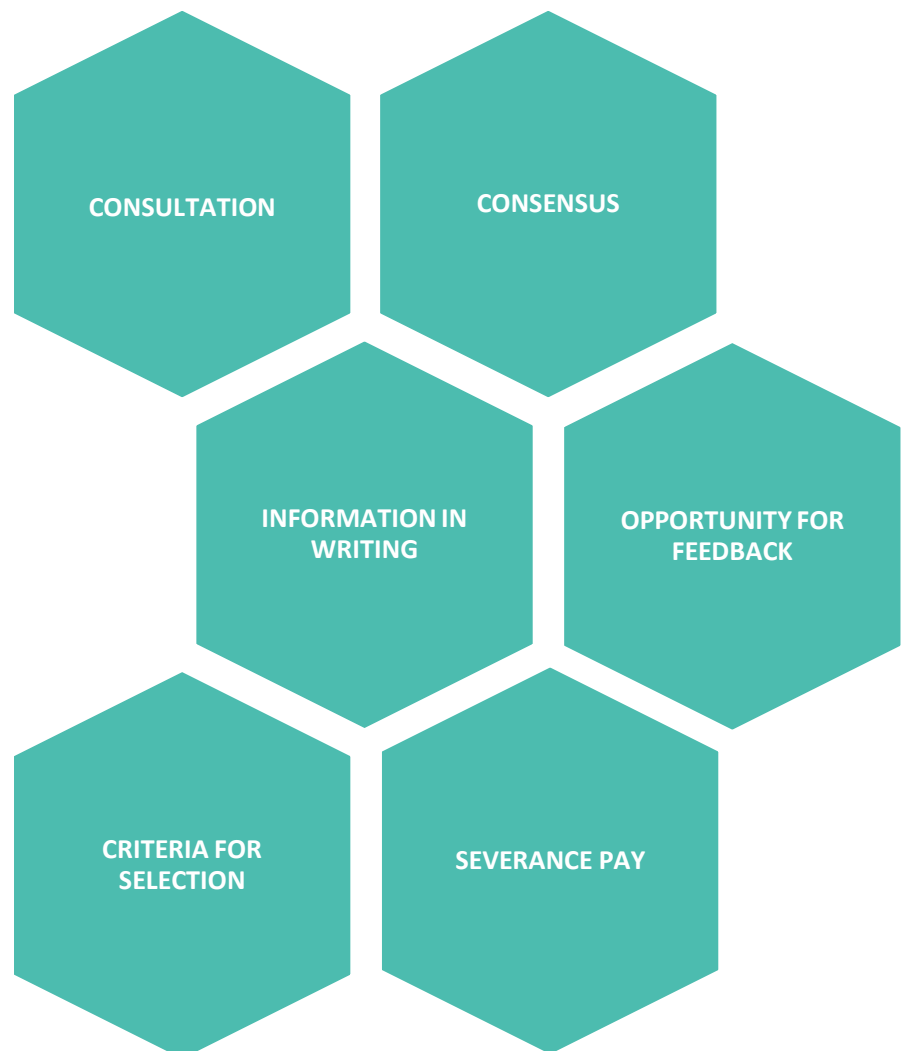 CONSULTATION
CONSENSUS
INFORMATION IN
WRITING
OPPORTUNITY FOR
FEEDBACK
CRITERIA FOR
SELECTION
SEVERANCE PAY